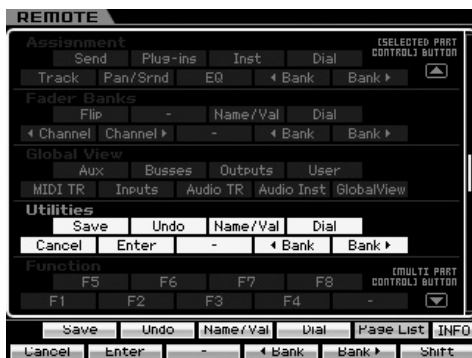 REMOTE
Assignment
[SELECTED PART CONTROL] BUTTON
Send Plug-ins Inst Dial
Track Pan/Srnd EQ ◀ Bank Bank ▶
Fader Banks
Flip - Name/Val Dial
◀ Channel Channel ▶ - ◀ Bank Bank ▶
Global View
Aux Busses Outputs User
MIDI TR Inputs Audio TR Audio Inst GlobalView
Utilities
Save Undo Name/Val Dial
Cancel Enter - ◀ Bank Bank ▶
Function
[MULTI PART CONTROL] BUTTON
F5 F6 F7 F8
F1 F2 F3 F4 -
Save Undo Name/Val Dial Page List INFO
Cancel Enter - ◀ Bank Bank ▶ Shift